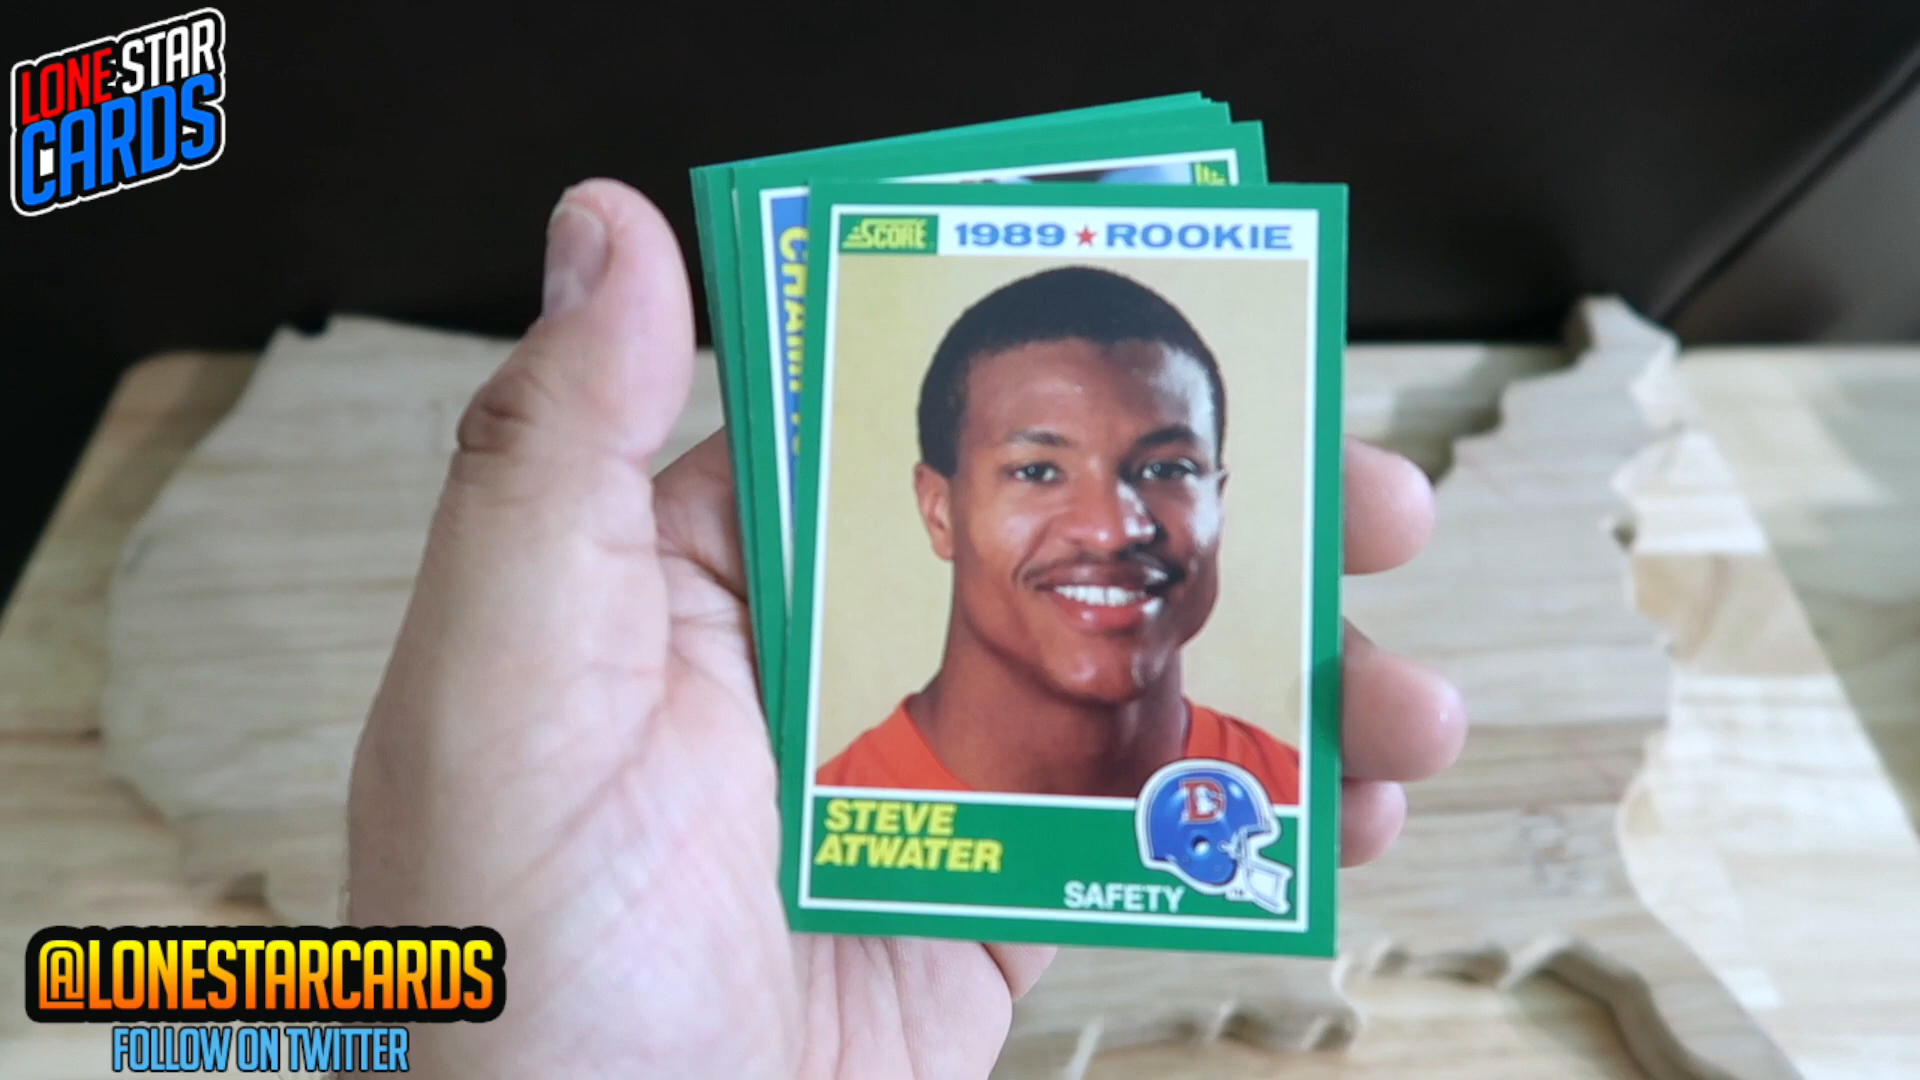 LONE STAR
CARDS
SCORE
1989 ★ ROOKIE
STEVE
ATWATER
SAFETY
D
@LONESTARCARDS
FOLLOW ON TWITTER